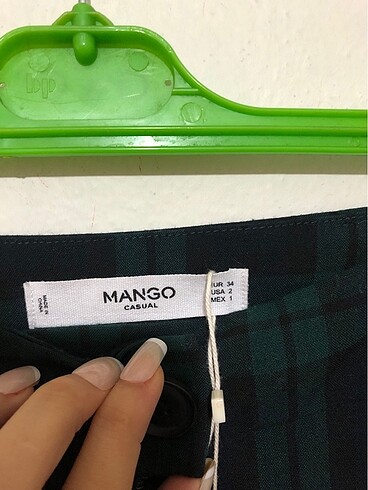 MANGO
CASUAL
EUR 34
USA 2
MEX 1
MADE IN
CHINA